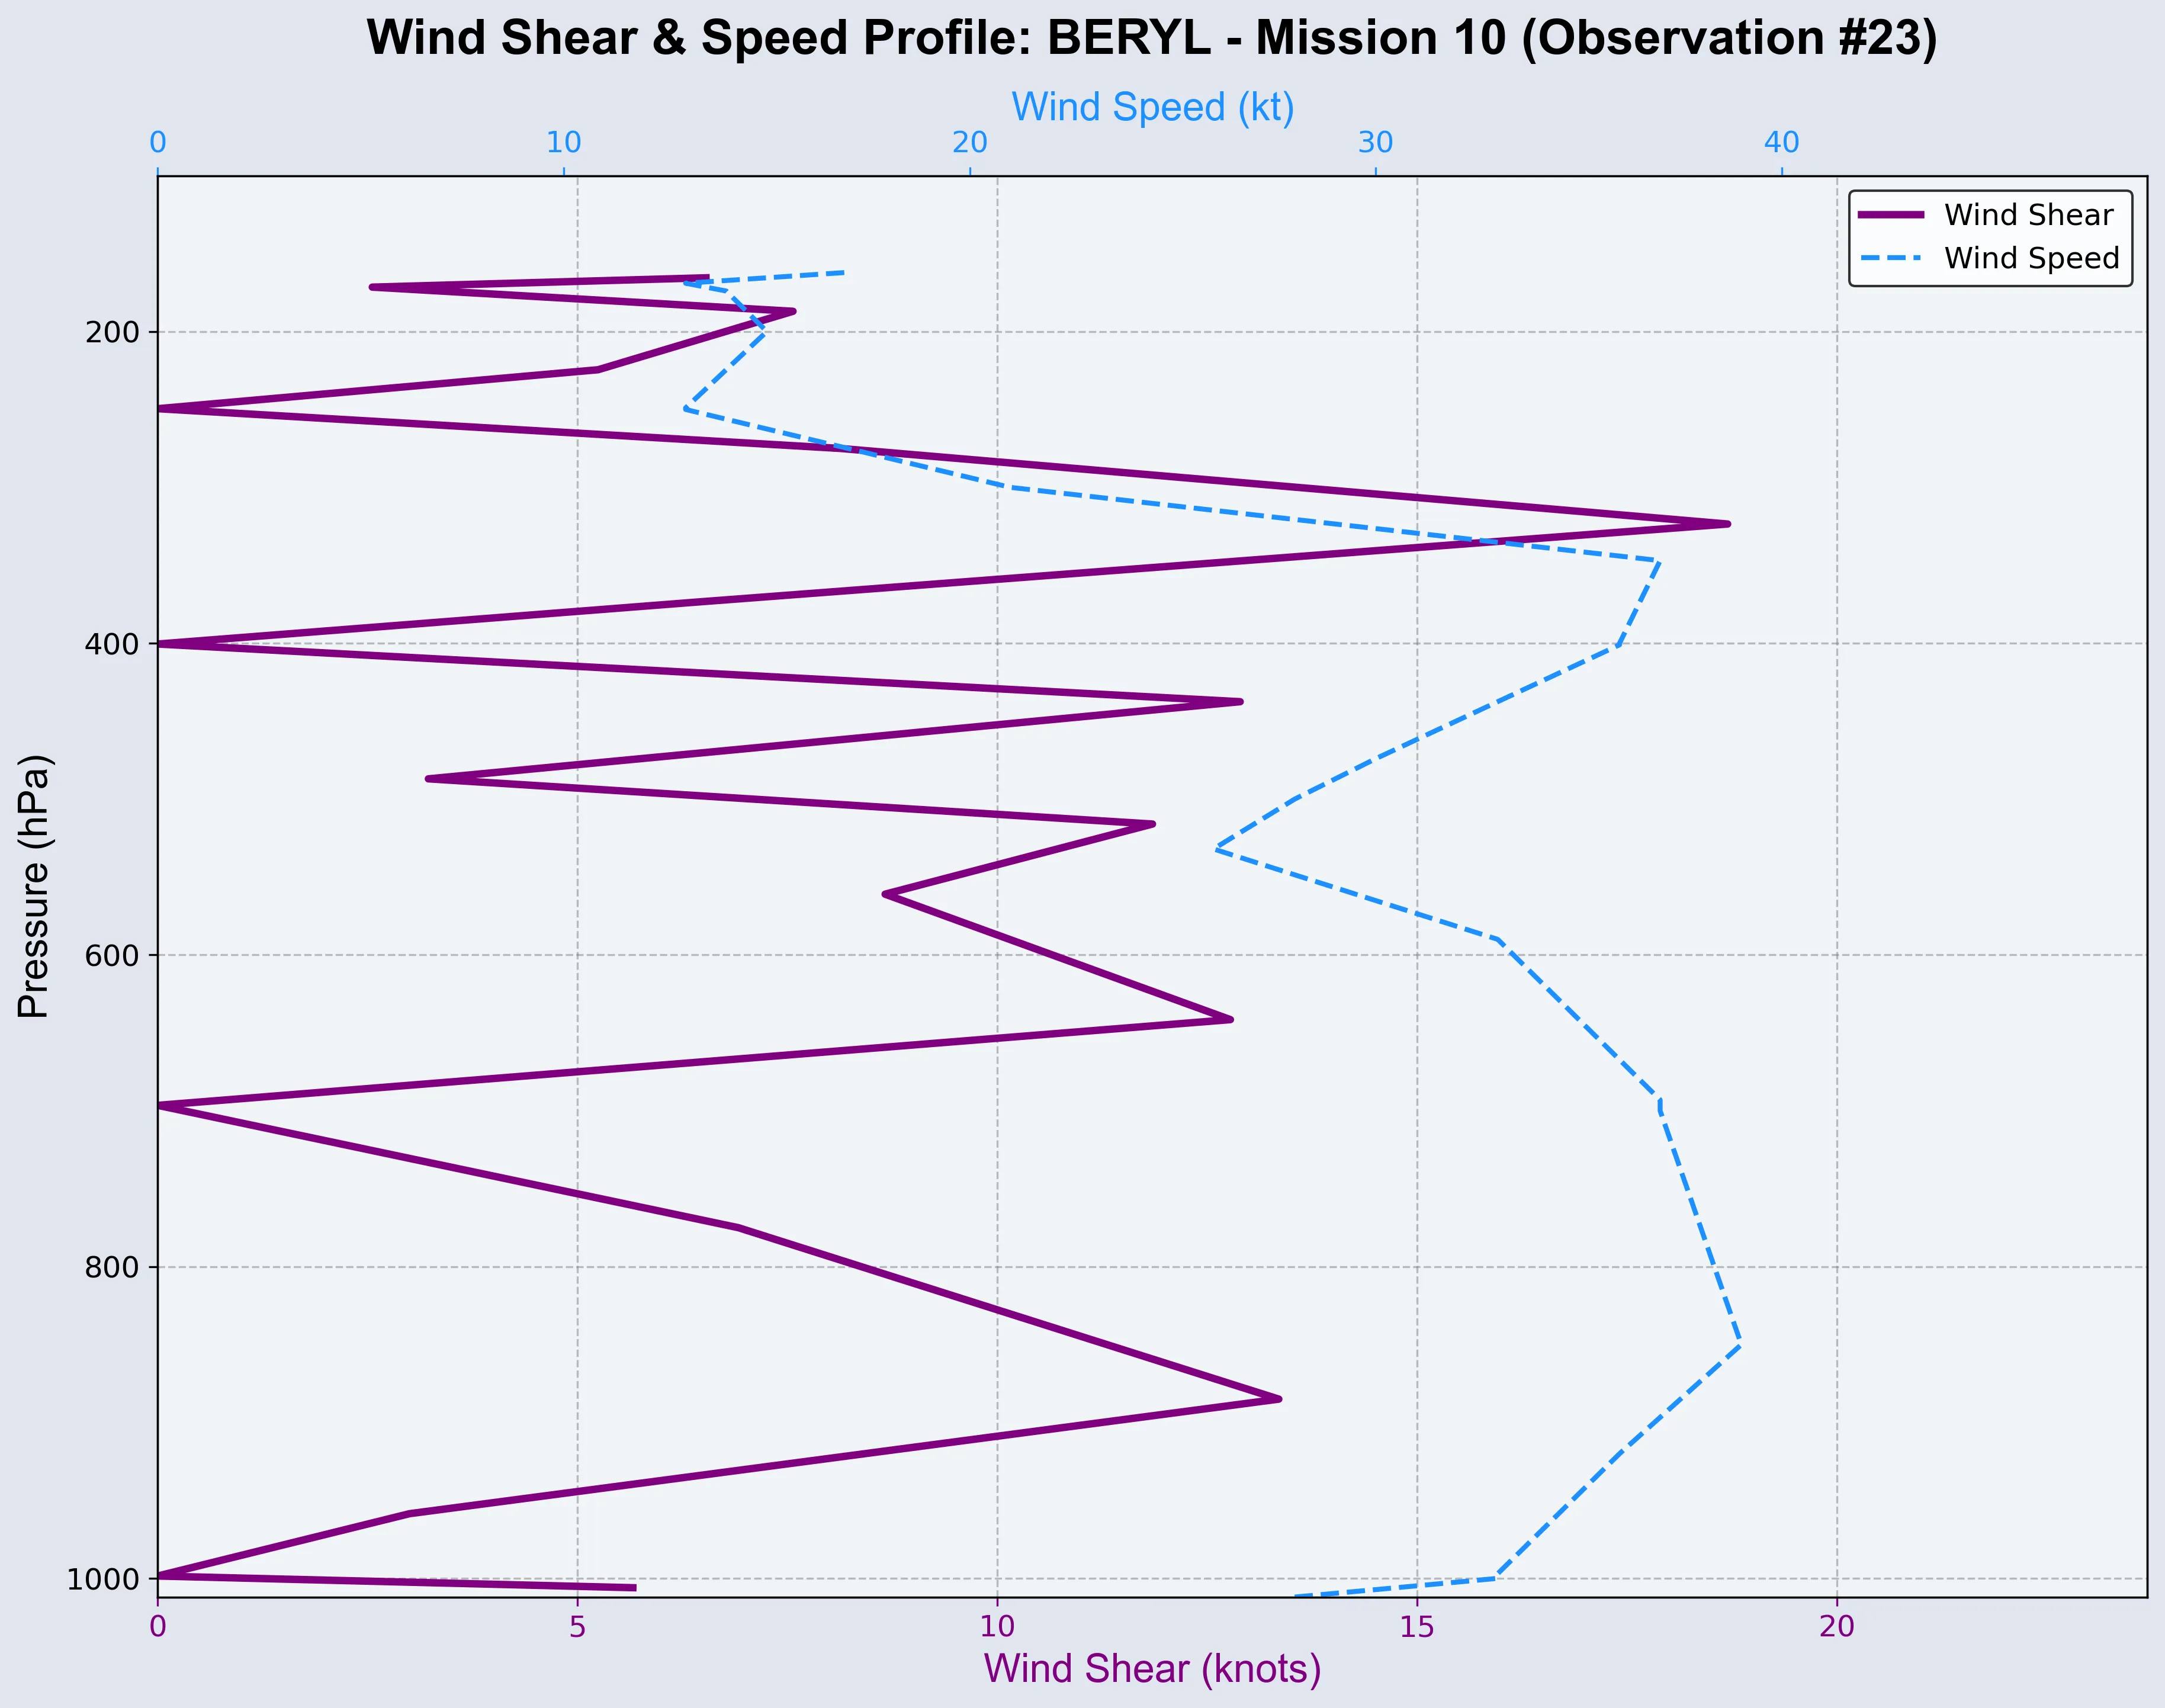 Wind Shear & Speed Profile: BERYL - Mission 10 (Observation #23)
Wind Speed (kt)
0 10 20 30 40
Wind Shear
Wind Speed
200
400
600
800
1000
Pressure (hPa)
0 5 10 15 20
Wind Shear (knots)